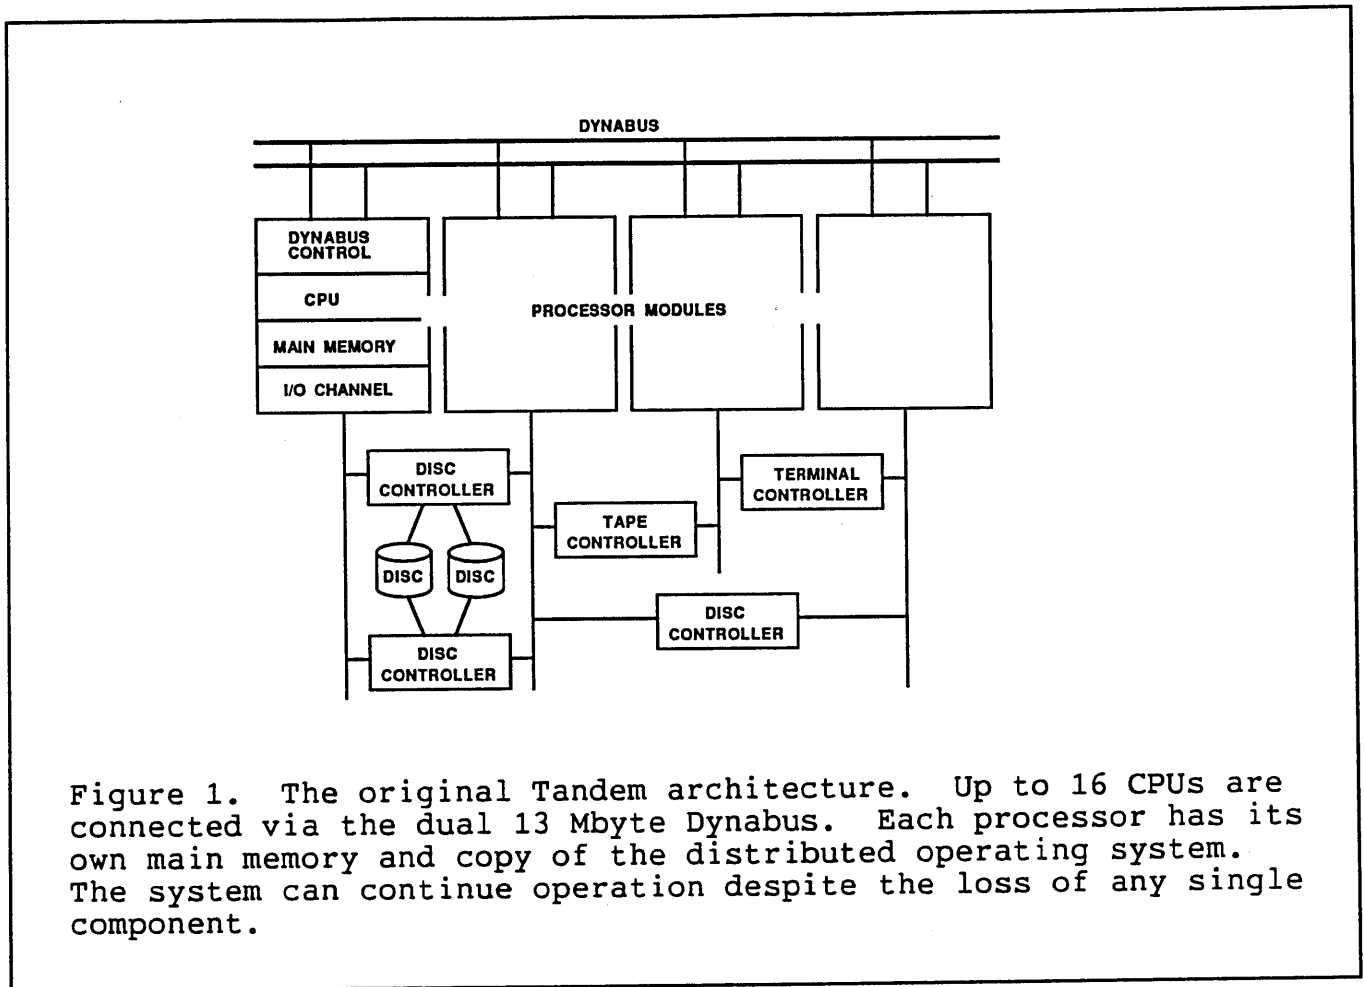 DYNABUS
DYNABUS
CONTROL
CPU
MAIN MEMORY
I/O CHANNEL
PROCESSOR MODULES
DISC
CONTROLLER
TERMINAL
CONTROLLER
TAPE
CONTROLLER
DISC
DISC
DISC
CONTROLLER
DISC
CONTROLLER
Figure 1. The original Tandem architecture. Up to 16 CPUs are
connected via the dual 13 Mbyte Dynabus. Each processor has its
own main memory and copy of the distributed operating system.
The system can continue operation despite the loss of any single
component.